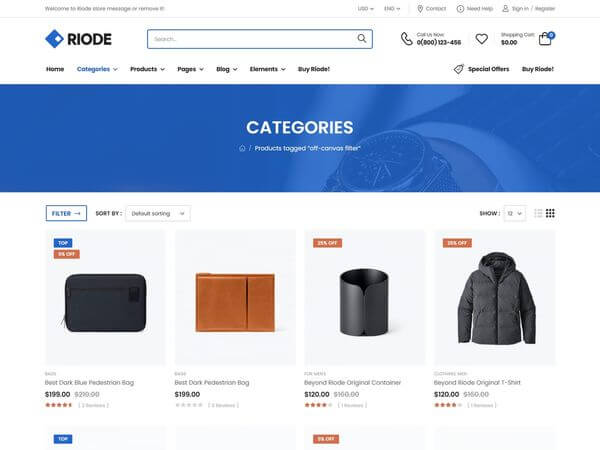 Welcome to Riode store message or remove it!
USD
ENG
Contact
Need Help
Sign in / Register
RIODE
Search...
Call Us Now:
0(800) 123-456
Shopping Cart:
$0.00
0
Home
Categories
Products
Pages
Blog
Elements
Buy Riode!
Special Offers
Buy Riode!
CATEGORIES
/ Products tagged "off-canvas filter"
FILTER
SORT BY :
Default sorting
SHOW :
12
TOP
5% OFF
25% OFF
25% OFF
BAGS
Best Dark Blue Pedestrian Bag
$199.00 $210.00
( 2 Reviews )
BAGS
Best Dark Pedestrian Bag
$199.00
FOR MEN'S
Beyond Riode Original Container
$120.00 $160.00
( 1 Reviews )
CLOTHING MEN
Beyond Riode Original T-Shirt
$120.00 $160.00
( 1 Reviews )
TOP
5% OFF